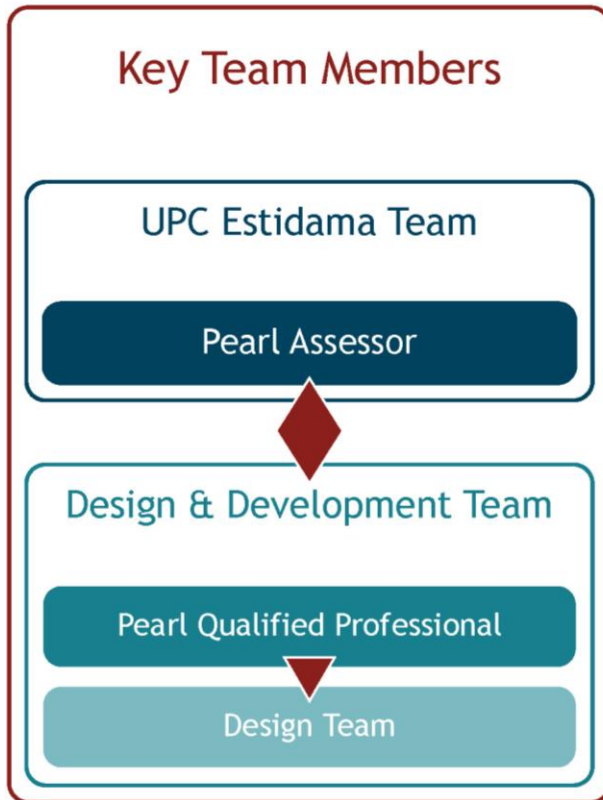 Key Team Members
UPC Estidama Team
Pearl Assessor
Design & Development Team
Pearl Qualified Professional
Design Team